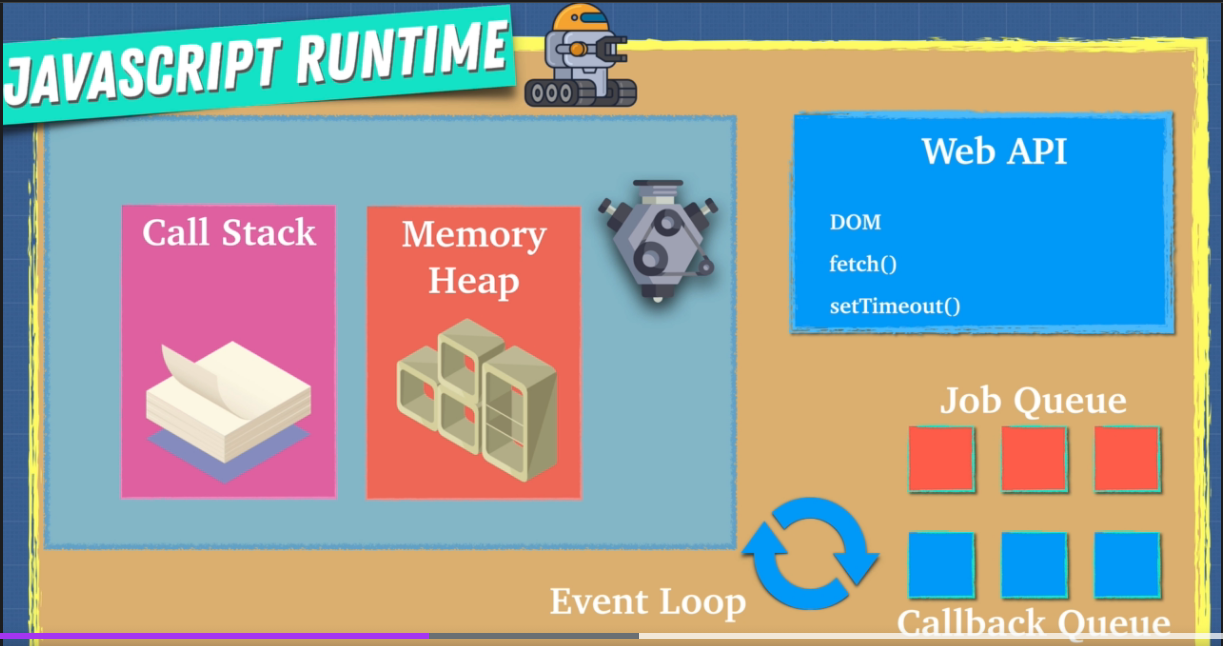 JAVASCRIPT RUNTIME
Call Stack
Memory
Heap
Web API
DOM
fetch()
setTimeout()
Job Queue
Event Loop
Callback Queue